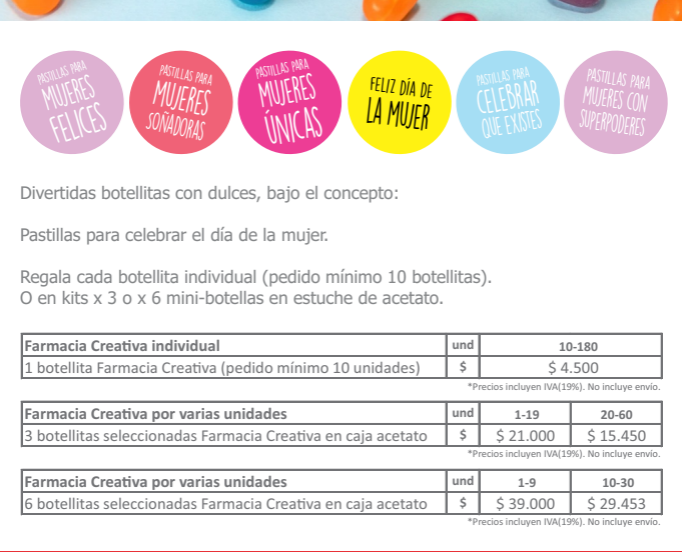 PASTILLAS PARA
MUJERES
FELICES
PASTILLAS PARA
MUJERES
SOÑADORAS
PASTILLAS PARA
MUJERES
ÚNICAS
FELIZ DÍA DE
LA MUJER
PASTILLAS PARA
CELEBRAR
QUE EXISTES
PASTILLAS PARA
MUJERES CON
SUPERPODERES
Divertidas botellitas con dulces, bajo el concepto:
Pastillas para celebrar el día de la mujer.
Regala cada botellita individual (pedido mínimo 10 botellitas).
O en kits x 3 o x 6 mini-botellas en estuche de acetato.
Farmacia Creativa individual und 10-180
1 botellita Farmacia Creativa (pedido mínimo 10 unidades) $ $ 4.500
*Precios incluyen IVA(19%). No incluye envío.
Farmacia Creativa por varias unidades und 1-19 20-60
3 botellitas seleccionadas Farmacia Creativa en caja acetato $ $ 21.000 $ 15.450
*Precios incluyen IVA(19%). No incluye envío.
Farmacia Creativa por varias unidades und 1-9 10-30
6 botellitas seleccionadas Farmacia Creativa en caja acetato $ $ 39.000 $ 29.453
*Precios incluyen IVA(19%). No incluye envío.